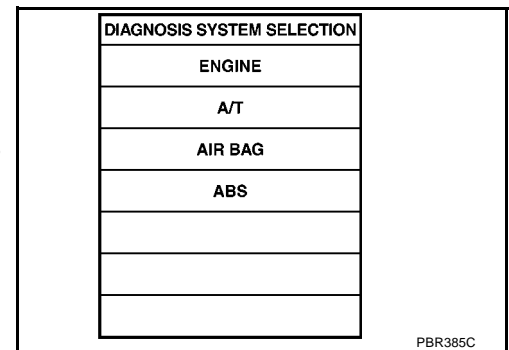 DIAGNOSIS SYSTEM SELECTION
ENGINE
A/T
AIR BAG
ABS
PBR385C